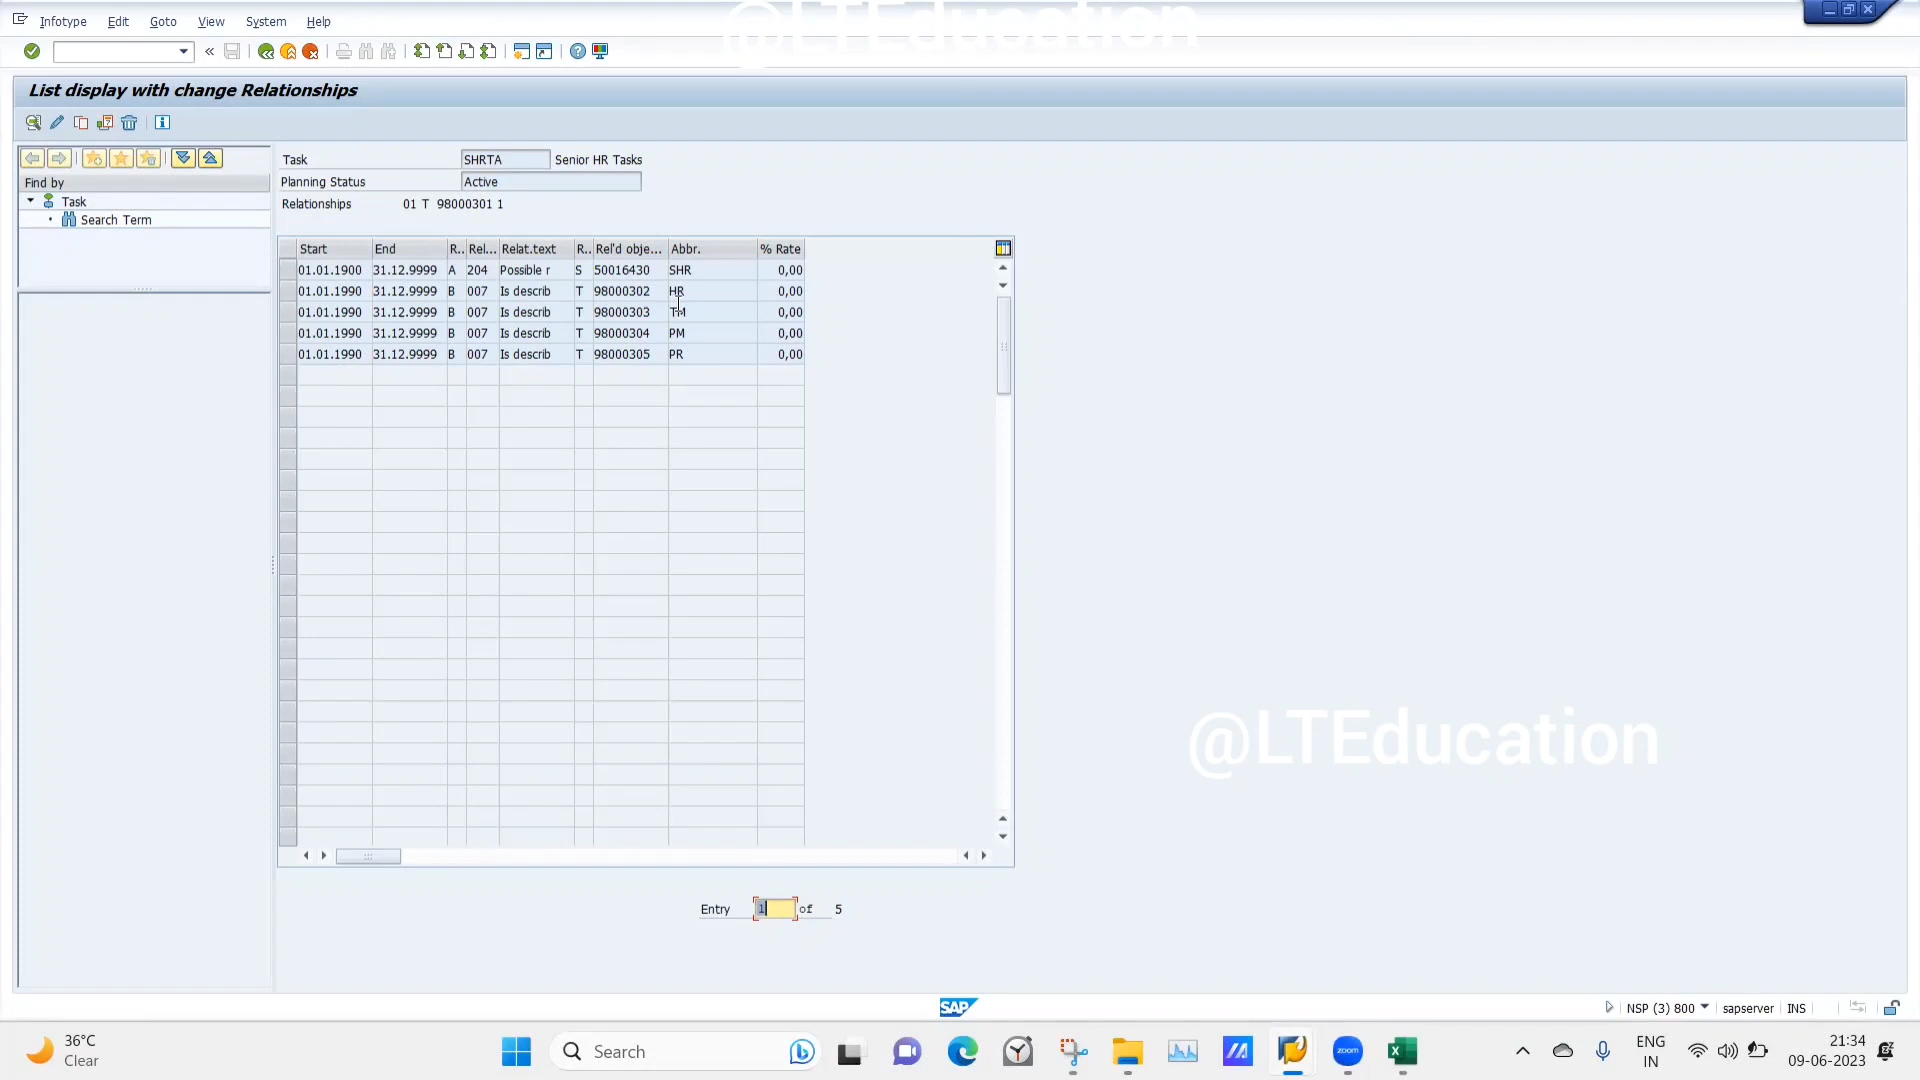 Infotype Edit Goto View System Help
@LTEducation
List display with change Relationships
Find by
Task
Search Term
Task SHRTA Senior HR Tasks
Planning Status Active
Relationships 01 T 98000301 1
Start End R.. Rel... Relat.text R.. Rel'd obje... Abbr. % Rate
01.01.1900 31.12.9999 A 204 Possible r S 50016430 SHR 0,00
01.01.1990 31.12.9999 B 007 Is describ T 98000302 HR 0,00
01.01.1990 31.12.9999 B 007 Is describ T 98000303 TM 0,00
01.01.1990 31.12.9999 B 007 Is describ T 98000304 PM 0,00
01.01.1990 31.12.9999 B 007 Is describ T 98000305 PR 0,00
@LTEducation
Entry 1 of 5
SAP
NSP (3) 800 sapserver INS
36°C
Clear
Search
zoom
ENG
IN
21:34
09-06-2023